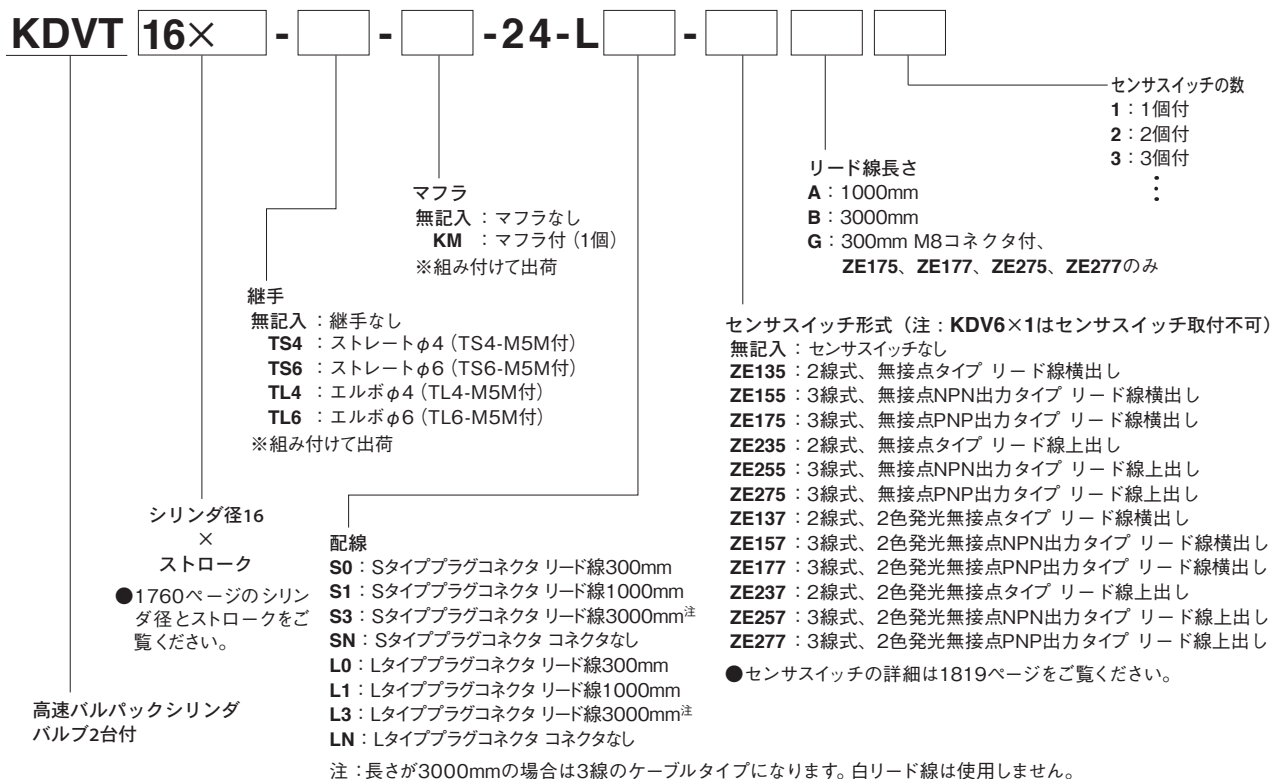 KDVT 16× - - -24-L -
センサスイッチの数
1：1個付
2：2個付
3：3個付
⋮
リード線長さ
A：1000mm
B：3000mm
G：300mm M8コネクタ付、
ZE175、ZE177、ZE275、ZE277のみ
マフラ
無記入：マフラなし
KM：マフラ付（1個）
※組み付けて出荷
継手
無記入：継手なし
TS4：ストレートφ4（TS4-M5M付）
TS6：ストレートφ6（TS6-M5M付）
TL4：エルボφ4（TL4-M5M付）
TL6：エルボφ6（TL6-M5M付）
※組み付けて出荷
センサスイッチ形式（注：KDV6×1はセンサスイッチ取付不可）
無記入：センサスイッチなし
ZE135：2線式、無接点タイプ リード線横出し
ZE155：3線式、無接点NPN出力タイプ リード線横出し
ZE175：3線式、無接点PNP出力タイプ リード線横出し
ZE235：2線式、無接点タイプ リード線上出し
ZE255：3線式、無接点NPN出力タイプ リード線上出し
ZE275：3線式、無接点PNP出力タイプ リード線上出し
ZE137：2線式、2色発光無接点タイプ リード線横出し
ZE157：3線式、2色発光無接点NPN出力タイプ リード線横出し
ZE177：3線式、2色発光無接点PNP出力タイプ リード線横出し
ZE237：2線式、2色発光無接点タイプ リード線上出し
ZE257：3線式、2色発光無接点NPN出力タイプ リード線上出し
ZE277：3線式、2色発光無接点PNP出力タイプ リード線上出し
●センサスイッチの詳細は1819ページをご覧ください。
シリンダ径16
×
ストローク
●1760ページのシリン
ダ径とストロークをご
覧ください。
配線
S0：Sタイププラグコネクタ リード線300mm
S1：Sタイププラグコネクタ リード線1000mm
S3：Sタイププラグコネクタ リード線3000mm注
SN：Sタイププラグコネクタ コネクタなし
L0：Lタイププラグコネクタ リード線300mm
L1：Lタイププラグコネクタ リード線1000mm
L3：Lタイププラグコネクタ リード線3000mm注
LN：Lタイププラグコネクタ コネクタなし
高速バルパックシリンダ
バルブ2台付
注：長さが3000mmの場合は3線のケーブルタイプになります。白リード線は使用しません。